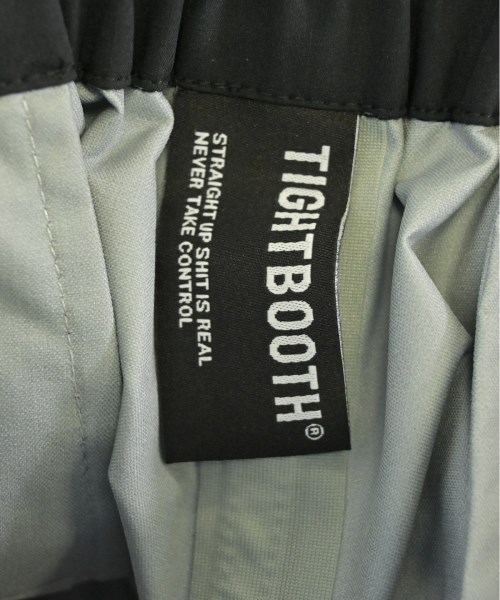 TIGHTBOOTH®
STRAIGHT UP SHIT IS REAL
NEVER TAKE CONTROL